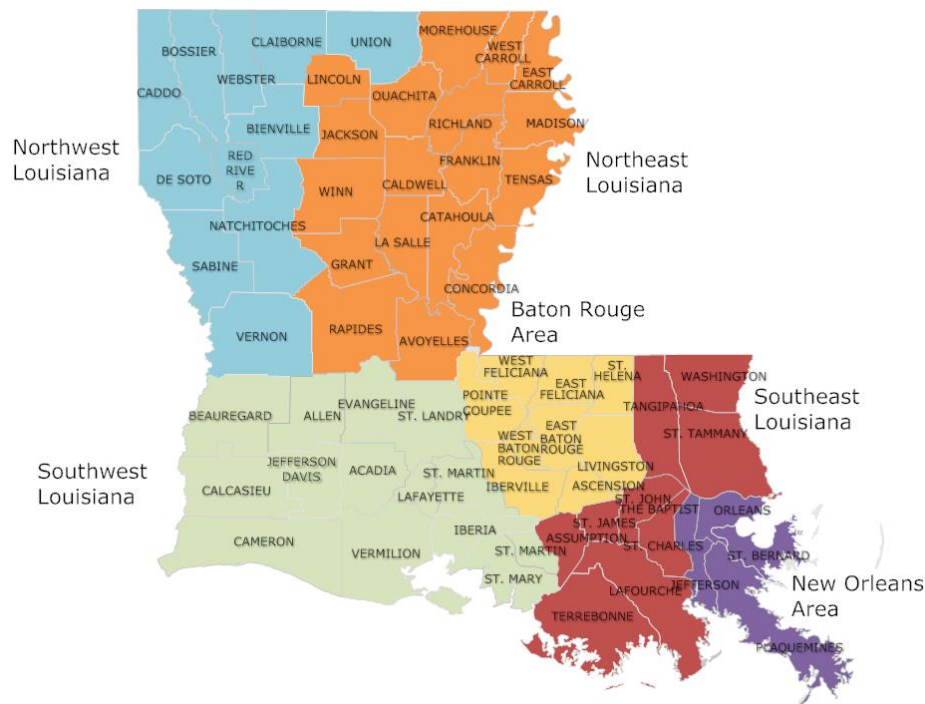 MOREHOUSE
CLAIBORNE
UNION
BOSSIER
WEST
CARROLL
WEBSTER
LINCOLN
EAST
CARROLL
CADDO
OUACHITA
BIENVILLE
RICHLAND
MADISON
JACKSON
Northwest
Louisiana
RED
RIVE
R
FRANKLIN
Northeast
Louisiana
DE SOTO
WINN
CALDWELL
TENSAS
NATCHITOCHES
CATAHOULA
LA SALLE
SABINE
GRANT
CONCORDIA
Baton Rouge
Area
VERNON
RAPIDES
AVOYELLES
WEST
FELICIANA
EAST
FELICIANA
ST.
HELENA
WASHINGTON
BEAUREGARD
ALLEN
EVANGELINE
ST. LANDRY
POINTE
COUPEE
TANGIPAHOA
Southeast
Louisiana
ST. TAMMANY
WEST
BATON
ROUGE
EAST
BATON
ROUGE
Southwest
Louisiana
JEFFERSON
DAVIS
ACADIA
ST. MARTIN
LIVINGSTON
CALCASIEU
LAFAYETTE
IBERVILLE
ASCENSION
ST. JOHN
THE BAPTIST
ORLEANS
CAMERON
VERMILION
IBERIA
ST. JAMES
ASSUMPTION
ST. CHARLES
ST. MARTIN
ST. BERNARD
ST. MARY
LAFOURCHE
JEFFERSON
New Orleans
Area
TERREBONNE
PLAQUEMINES